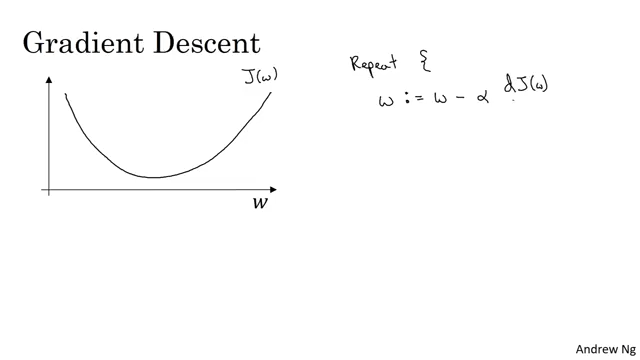 Gradient Descent
J(w)
w
Repeat {
w := w - α dJ(w)
Andrew Ng